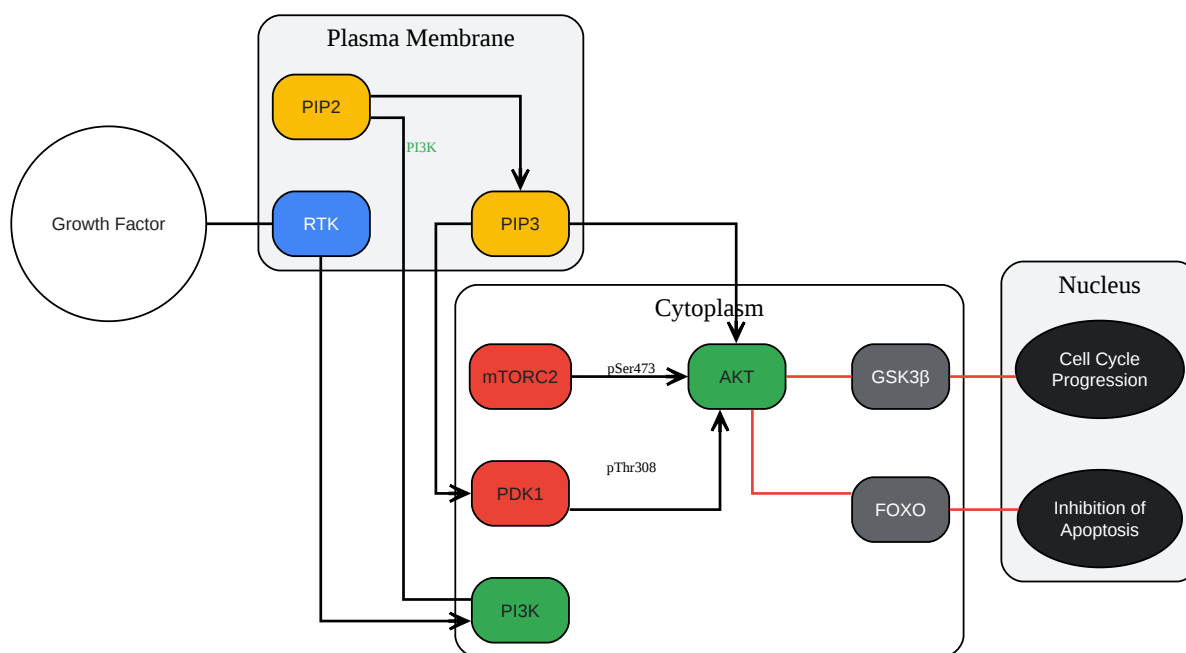 Plasma Membrane
PIP2
PI3K
Growth Factor
RTK
PIP3
Cytoplasm
Nucleus
mTORC2
pSer473
AKT
GSK3β
Cell Cycle
Progression
PDK1
pThr308
FOXO
Inhibition of
Apoptosis
PI3K